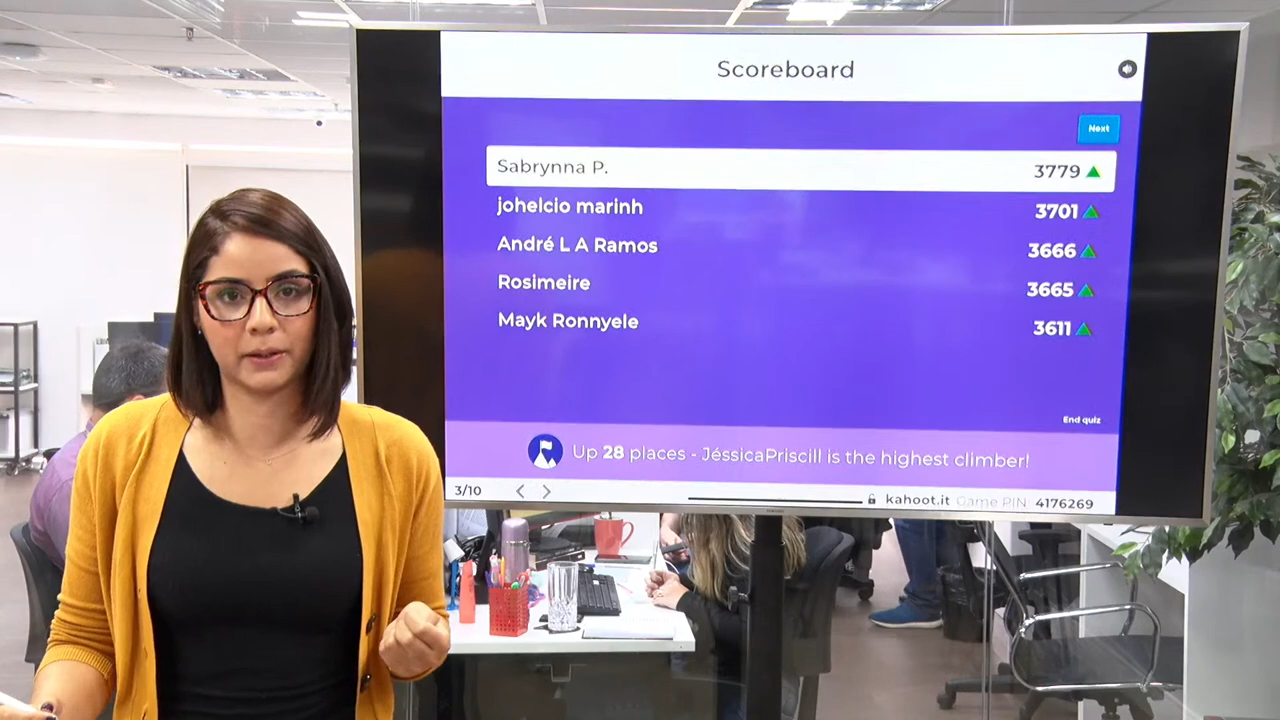 Scoreboard
Next
Sabrynna P. 3779
johelcio marinh 3701
André L A Ramos 3666
Rosimeire 3665
Mayk Ronnyele 3611
End quiz
Up 28 places - JéssicaPriscill is the highest climber!
3/10 kahoot.it Game PIN 4176269